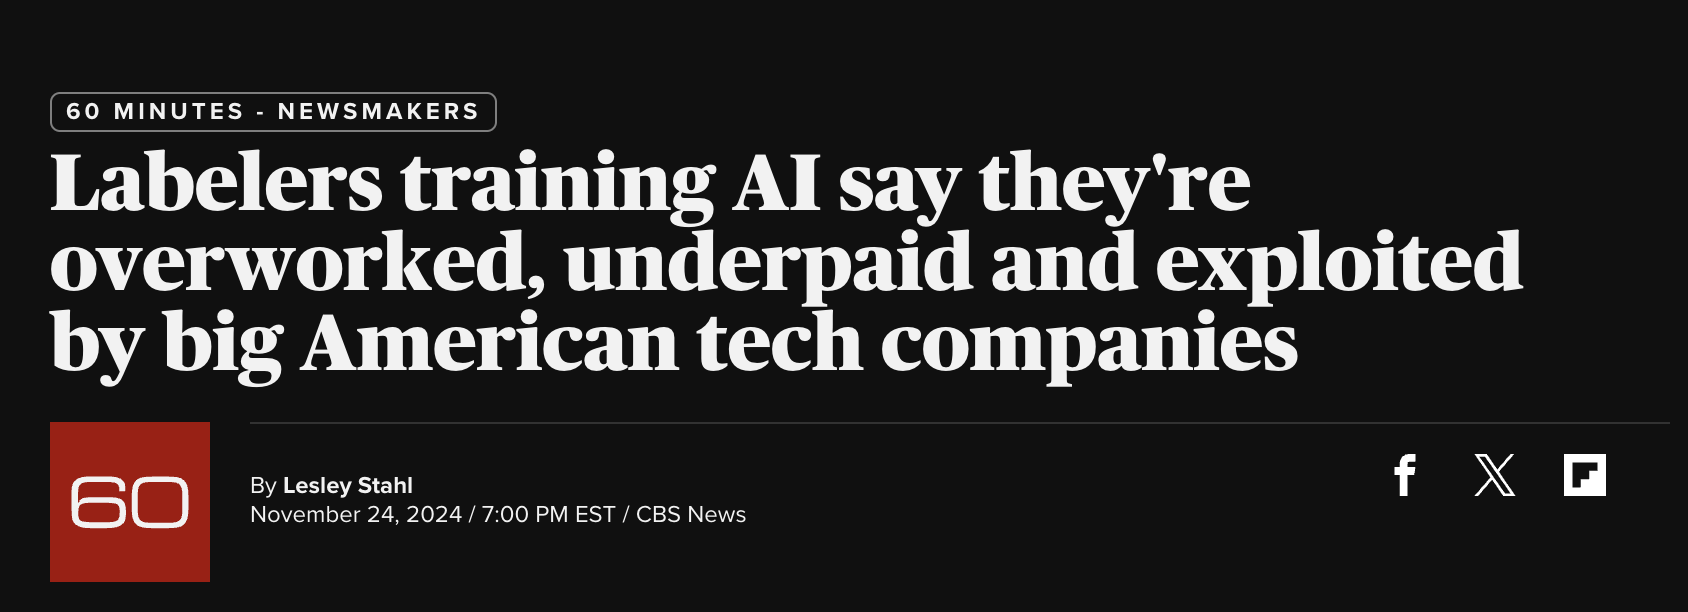 60 MINUTES - NEWSMAKERS
Labelers training AI say they're
overworked, underpaid and exploited
by big American tech companies
60
By Lesley Stahl
November 24, 2024 / 7:00 PM EST / CBS News